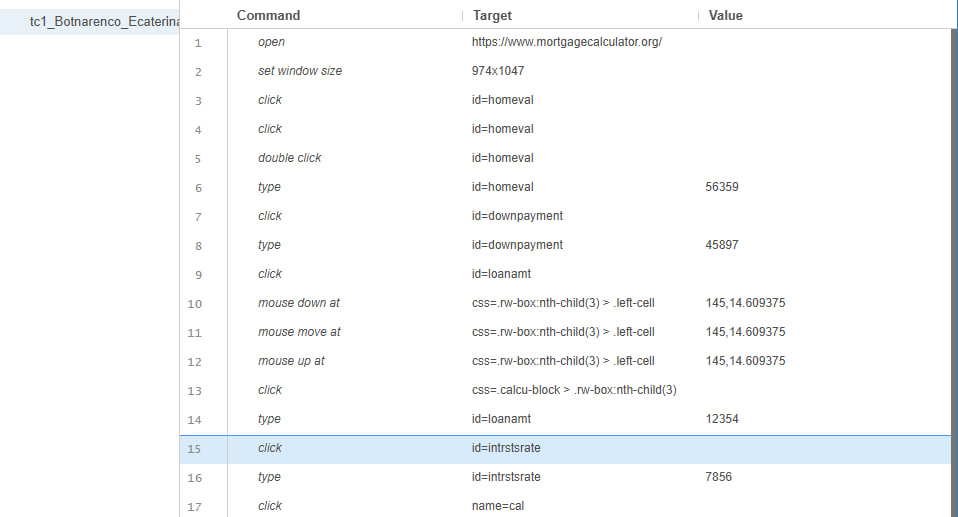 Command Target Value
tc1_Botnarenco_Ecaterina
1 open https://www.mortgagecalculator.org/
2 set window size 974x1047
3 click id=homeval
4 click id=homeval
5 double click id=homeval
6 type id=homeval 56359
7 click id=downpayment
8 type id=downpayment 45897
9 click id=loanamt
10 mouse down at css=.rw-box:nth-child(3) > .left-cell 145,14.609375
11 mouse move at css=.rw-box:nth-child(3) > .left-cell 145,14.609375
12 mouse up at css=.rw-box:nth-child(3) > .left-cell 145,14.609375
13 click css=.calcu-block > .rw-box:nth-child(3)
14 type id=loanamt 12354
15 click id=intrstsrate
16 type id=intrstsrate 7856
17 click name=cal